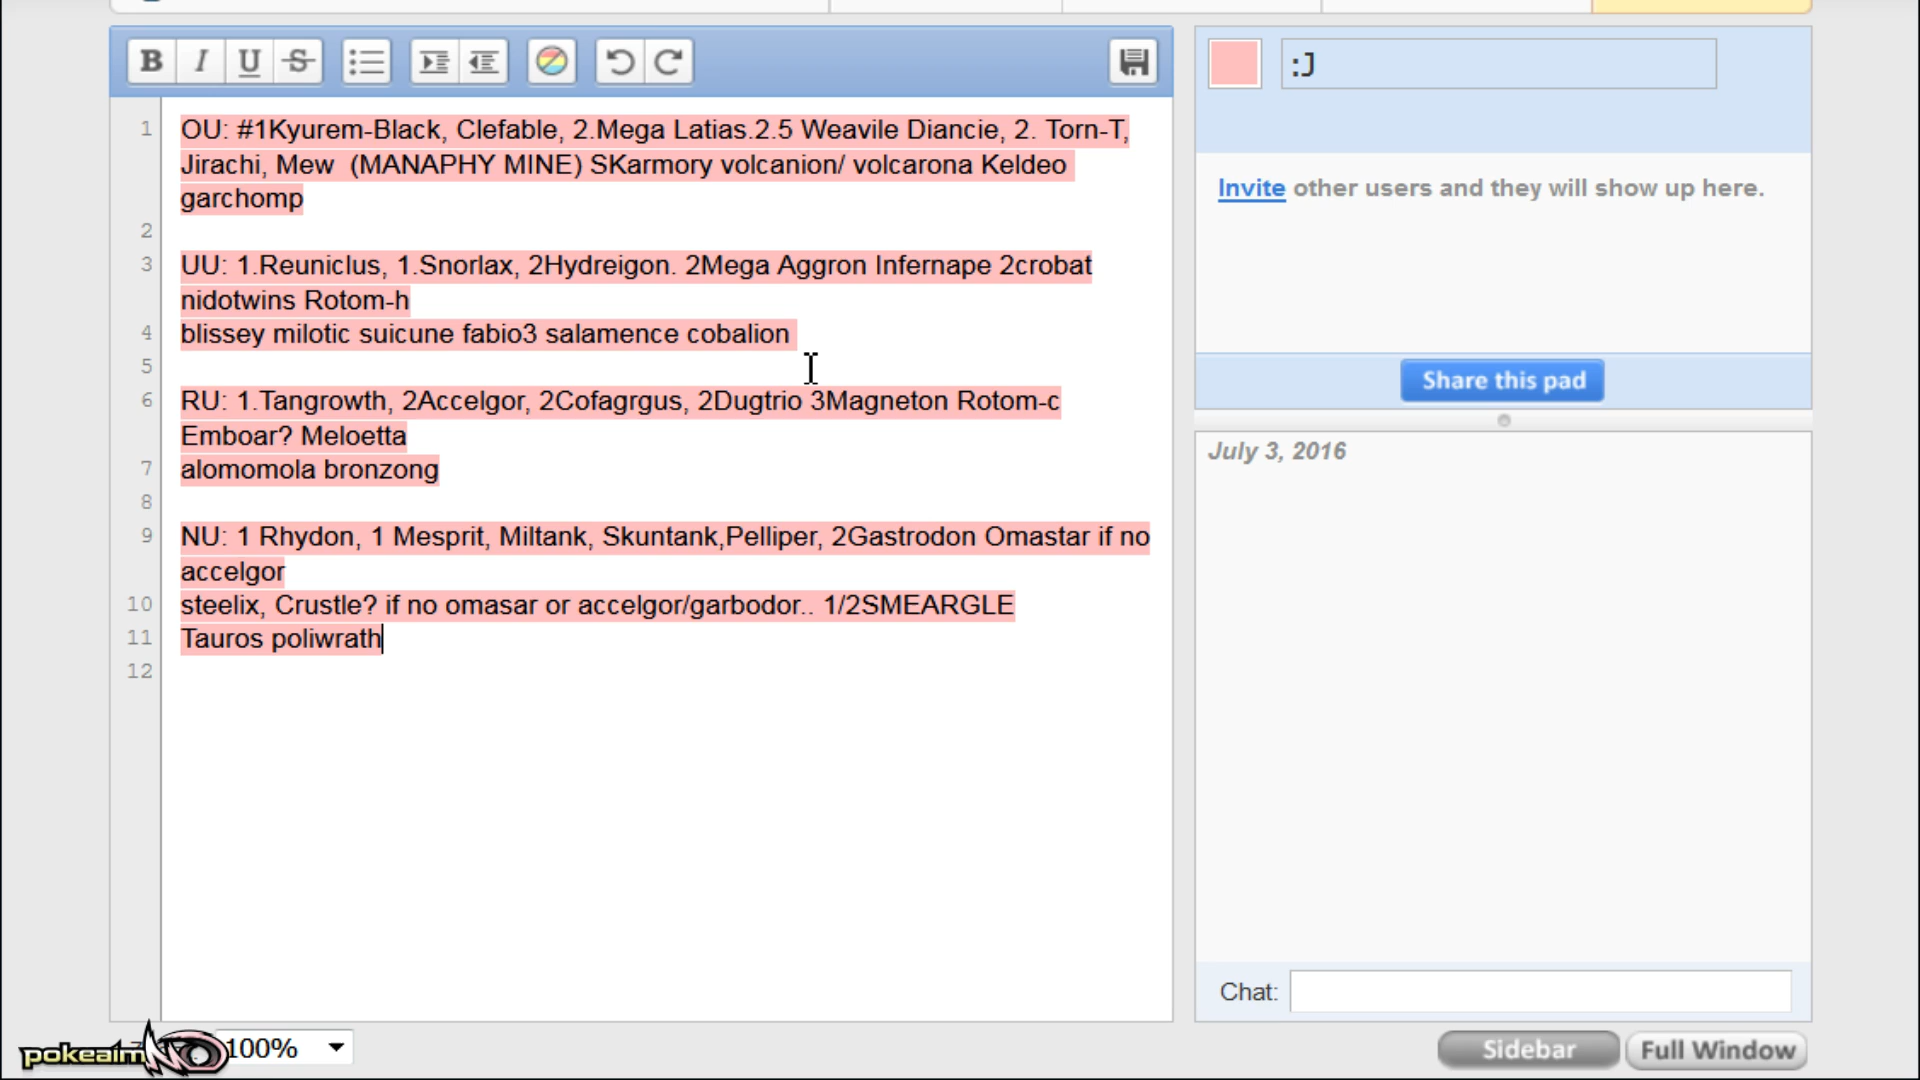 B I U S
:J
1 OU: #1Kyurem-Black, Clefable, 2.Mega Latias.2.5 Weavile Diancie, 2. Torn-T,
Jirachi, Mew  (MANAPHY MINE) SKarmory volcanion/ volcarona Keldeo
garchomp
2
3 UU: 1.Reuniclus, 1.Snorlax, 2Hydreigon. 2Mega Aggron Infernape 2crobat
nidotwins Rotom-h
4 blissey milotic suicune fabio3 salamence cobalion
5
6 RU: 1.Tangrowth, 2Accelgor, 2Cofagrgus, 2Dugtrio 3Magneton Rotom-c
Emboar? Meloetta
7 alomomola bronzong
8
9 NU: 1 Rhydon, 1 Mesprit, Miltank, Skuntank,Pelliper, 2Gastrodon Omastar if no
accelgor
10 steelix, Crustle? if no omasar or accelgor/garbodor.. 1/2SMEARGLE
11 Tauros poliwrath
12
Invite other users and they will show up here.
Share this pad
July 3, 2016
Chat:
pokeaim
100%
Sidebar
Full Window